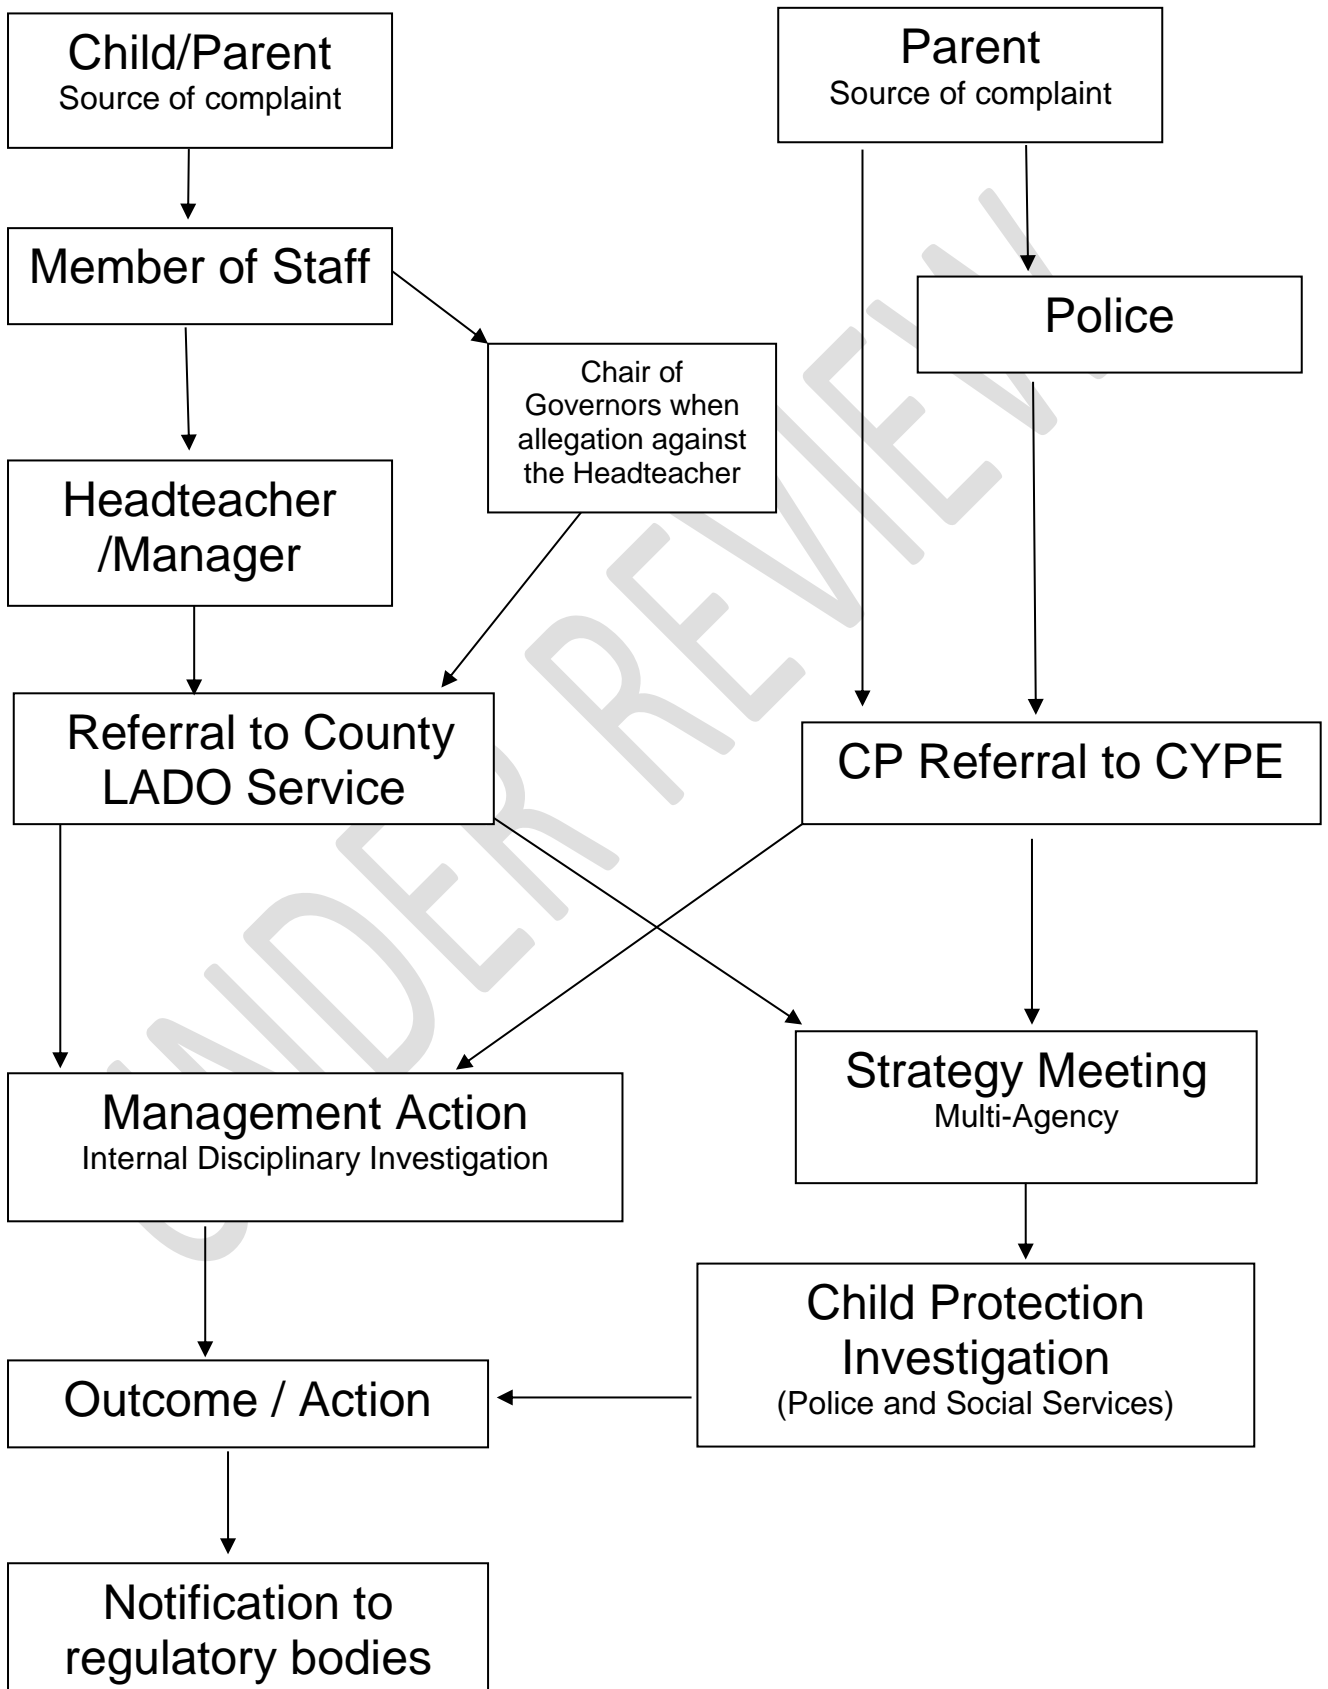 Child/Parent
Source of complaint
Parent
Source of complaint
Member of Staff
Police
Chair of
Governors when
allegation against
the Headteacher
Headteacher
/Manager
Referral to County
LADO Service
CP Referral to CYPE
Management Action
Internal Disciplinary Investigation
Strategy Meeting
Multi-Agency
Child Protection
Investigation
(Police and Social Services)
Outcome / Action
Notification to
regulatory bodies
UNDER REVIEW